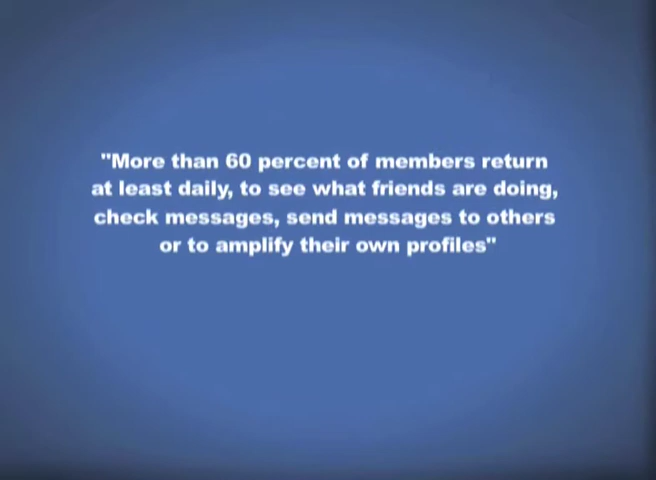 "More than 60 percent of members return
at least daily, to see what friends are doing,
check messages, send messages to others
or to amplify their own profiles"